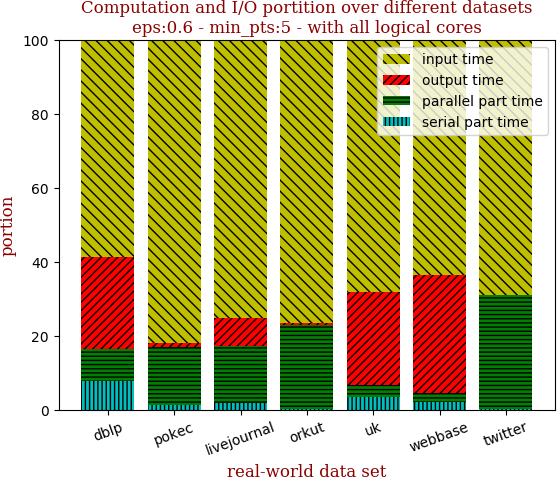 Computation and I/O portition over different datasets
eps:0.6 - min_pts:5 - with all logical cores
100
80
60
40
20
0
portion
input time
output time
parallel part time
serial part time
dblp
pokec
livejournal
orkut
uk
webbase
twitter
real-world data set